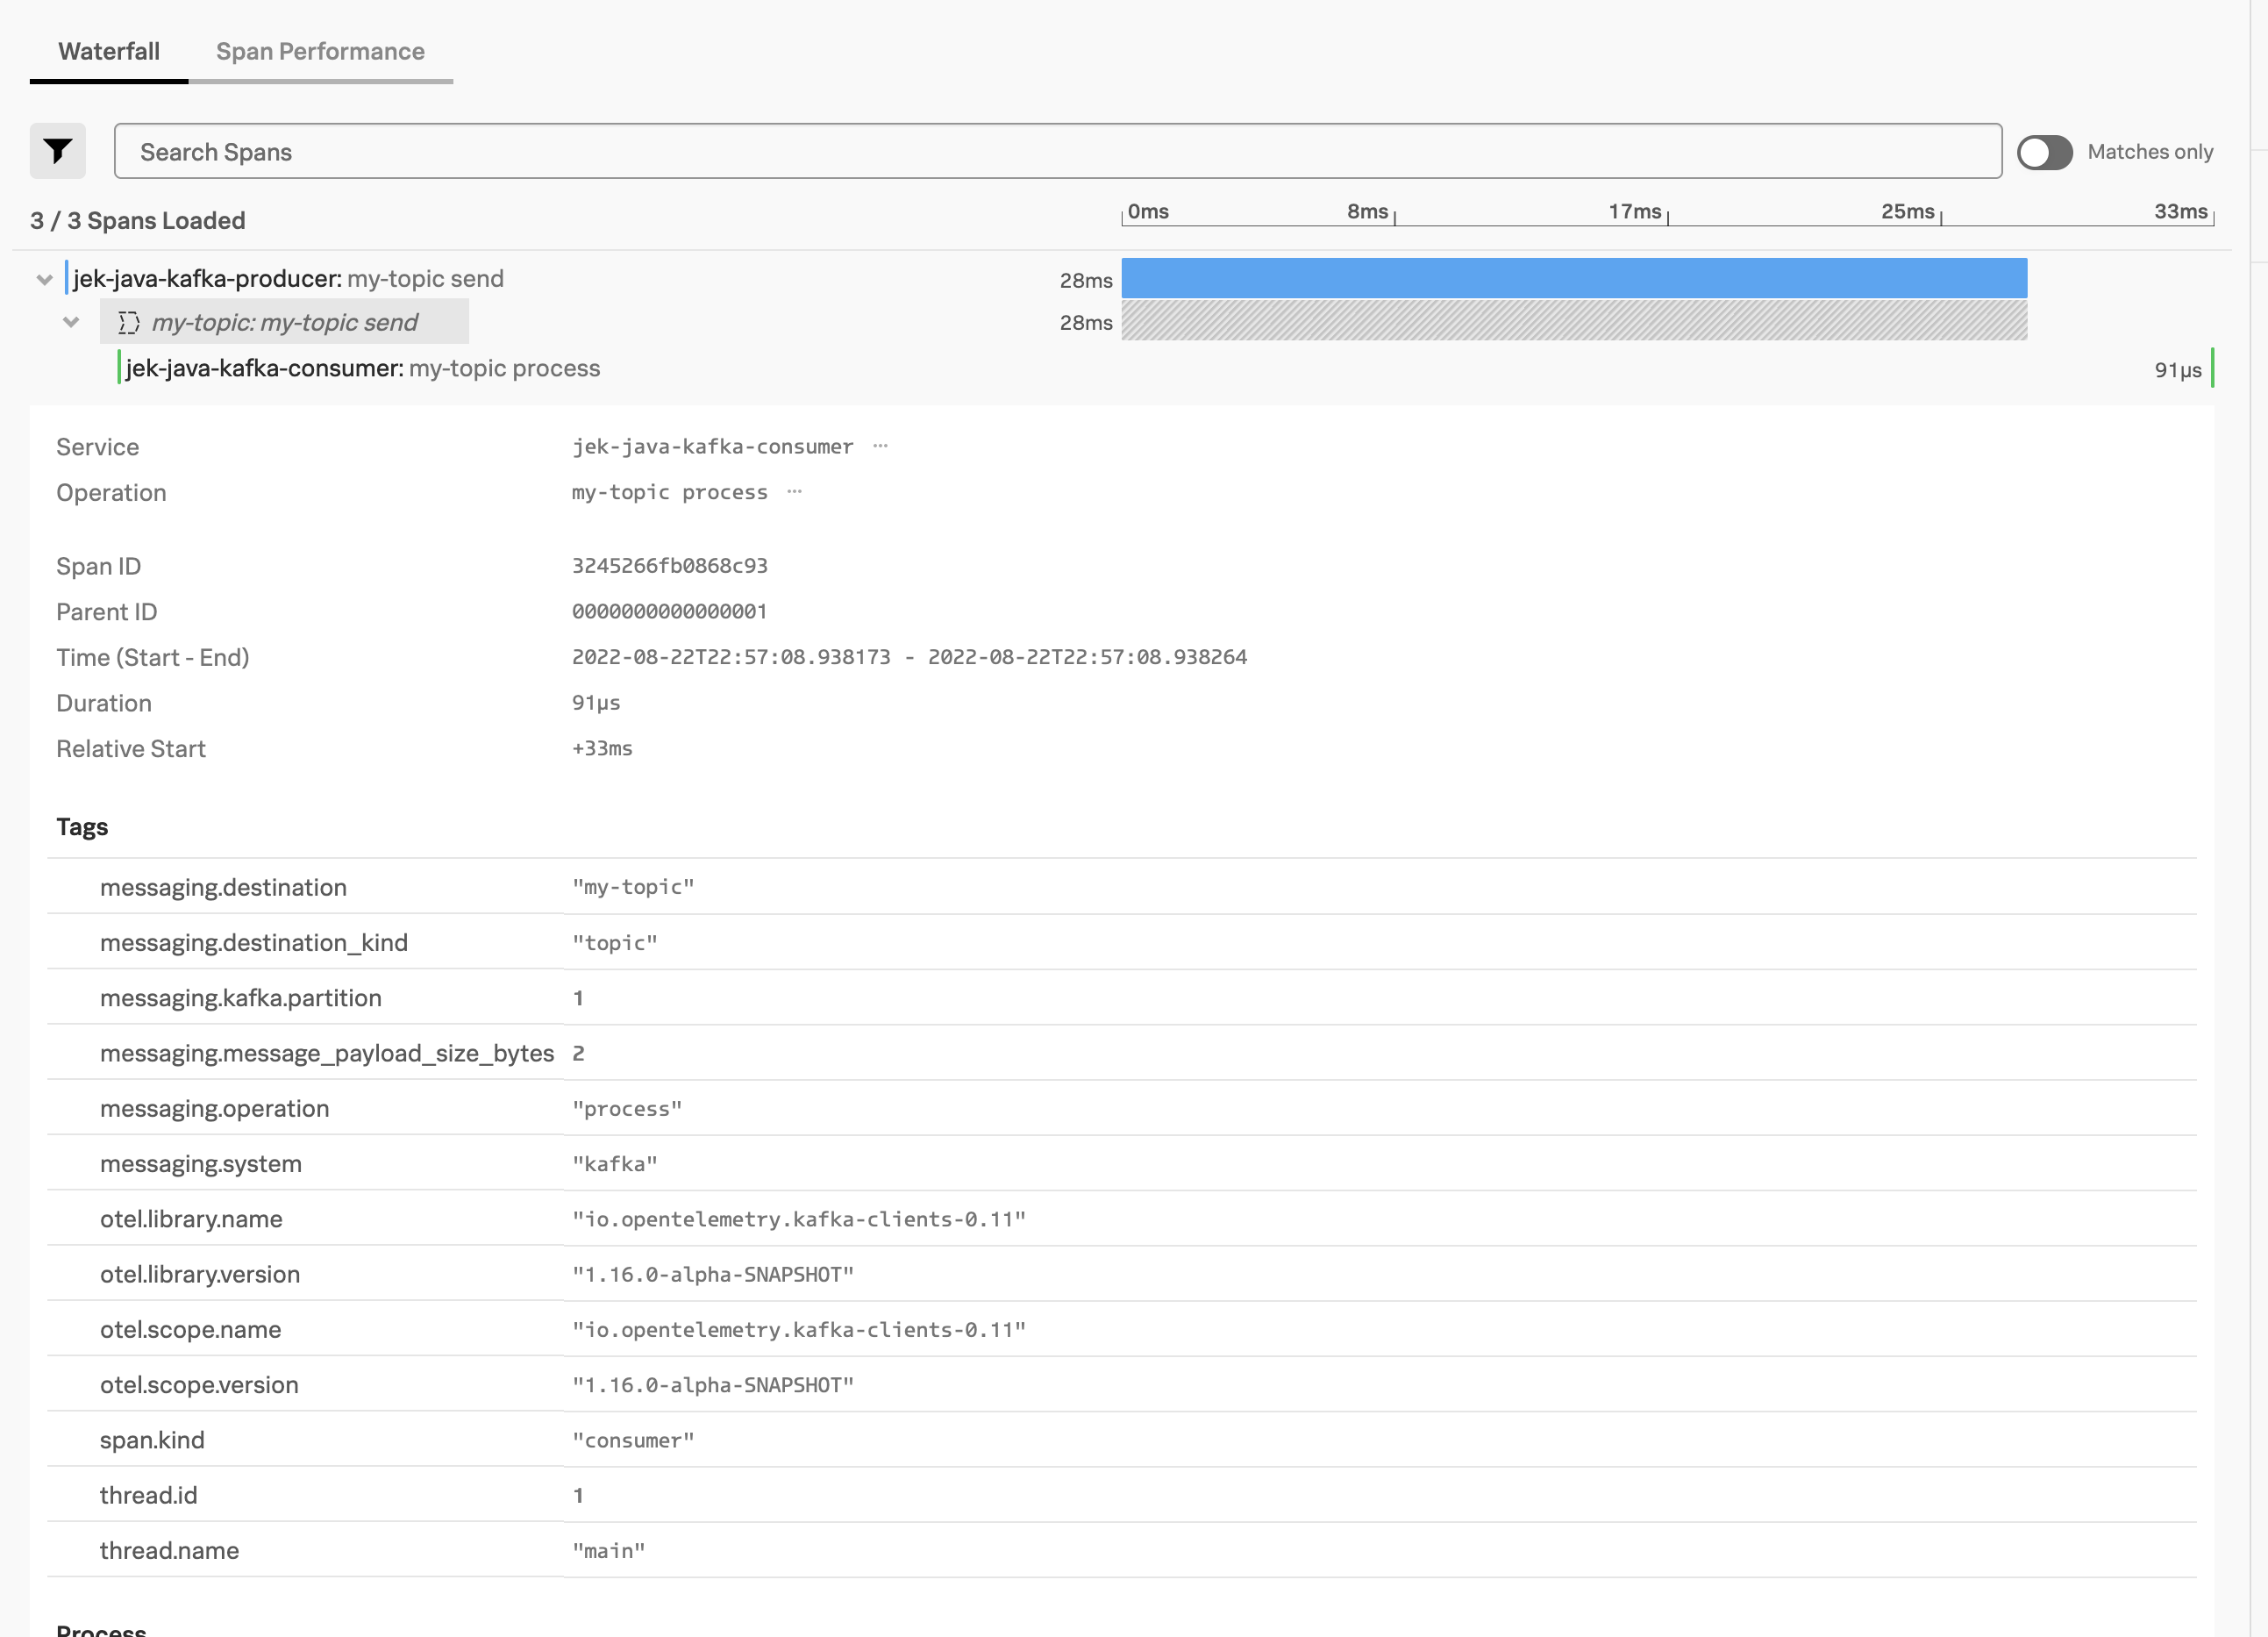 Waterfall Span Performance
Search Spans Matches only
3 / 3 Spans Loaded 0ms 8ms 17ms 25ms 33ms
jek-java-kafka-producer: my-topic send 28ms
my-topic: my-topic send 28ms
jek-java-kafka-consumer: my-topic process 91µs
Service jek-java-kafka-consumer ···
Operation my-topic process ···
Span ID 3245266fb0868c93
Parent ID 0000000000000001
Time (Start - End) 2022-08-22T22:57:08.938173 - 2022-08-22T22:57:08.938264
Duration 91µs
Relative Start +33ms
Tags
messaging.destination "my-topic"
messaging.destination_kind "topic"
messaging.kafka.partition 1
messaging.message_payload_size_bytes 2
messaging.operation "process"
messaging.system "kafka"
otel.library.name "io.opentelemetry.kafka-clients-0.11"
otel.library.version "1.16.0-alpha-SNAPSHOT"
otel.scope.name "io.opentelemetry.kafka-clients-0.11"
otel.scope.version "1.16.0-alpha-SNAPSHOT"
span.kind "consumer"
thread.id 1
thread.name "main"
Process